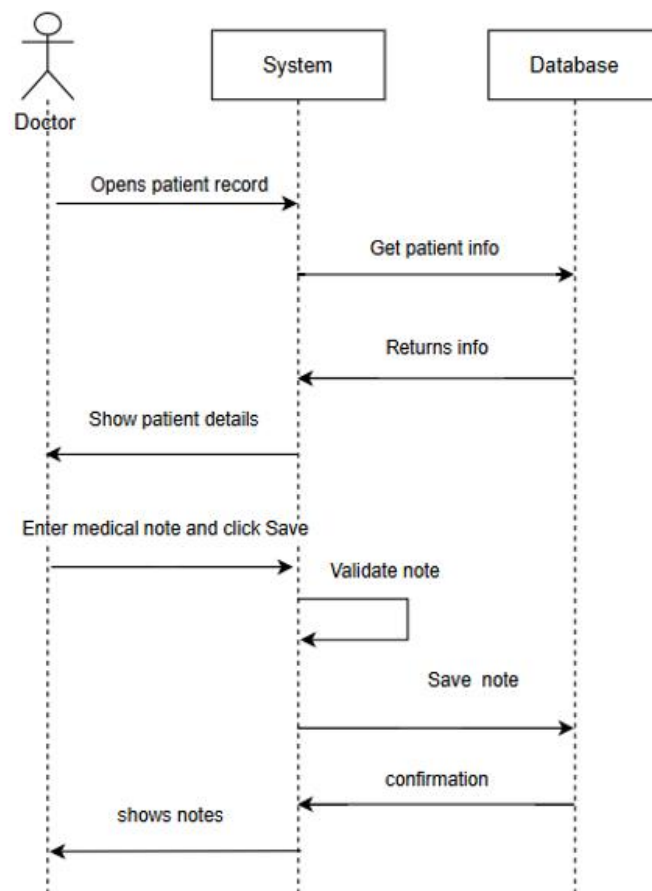 System
Database
Doctor
Opens patient record
Get patient info
Returns info
Show patient details
Enter medical note and click Save
Validate note
Save note
confirmation
shows notes